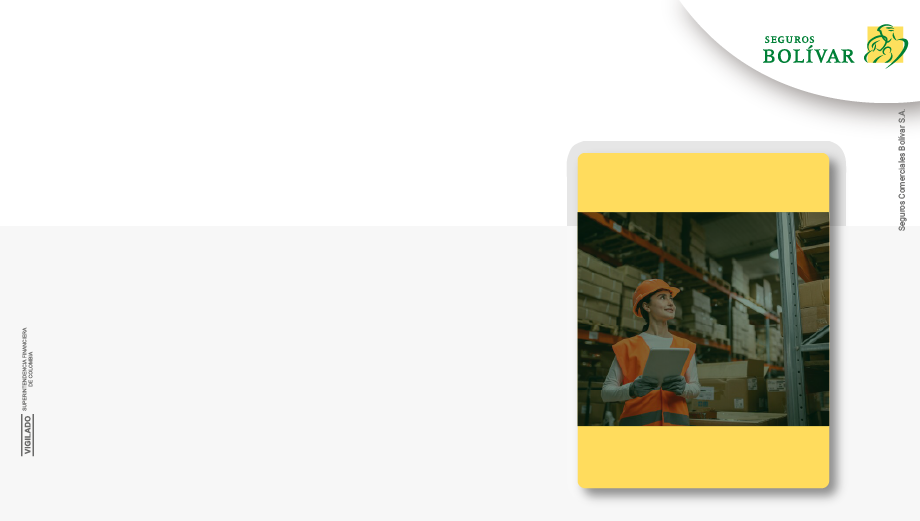 SEGUROS
BOLÍVAR
Seguros Comerciales Bolívar S.A.
VIGILADO
SUPERINTENDENCIA FINANCIERA
DE COLOMBIA